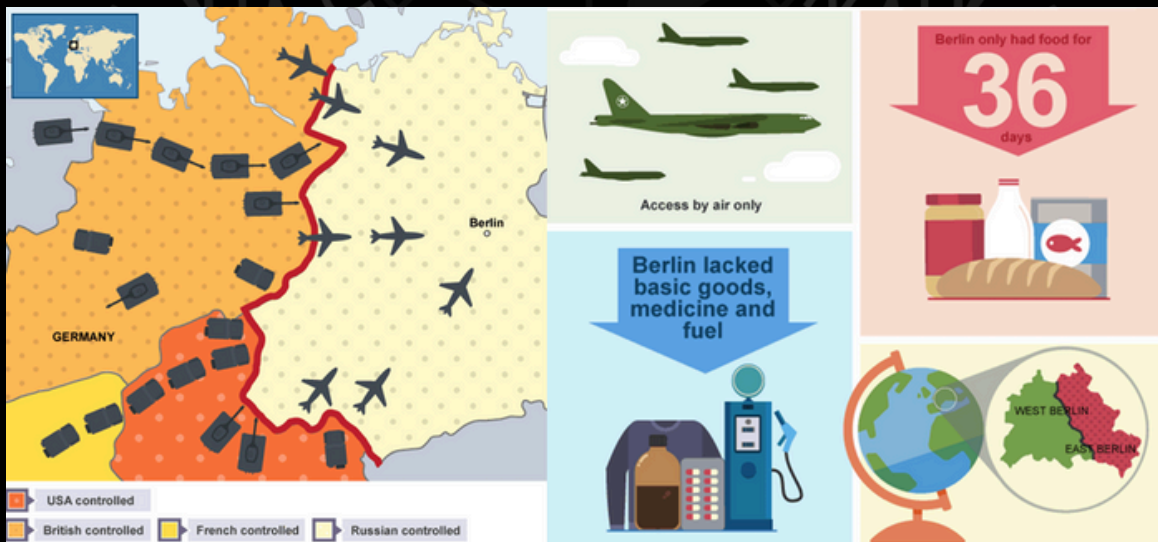 Berlin
GERMANY
USA controlled
British controlled
French controlled
Russian controlled
Access by air only
Berlin lacked
basic goods,
medicine and
fuel
Berlin only had food for
36
days
WEST BERLIN
EAST BERLIN